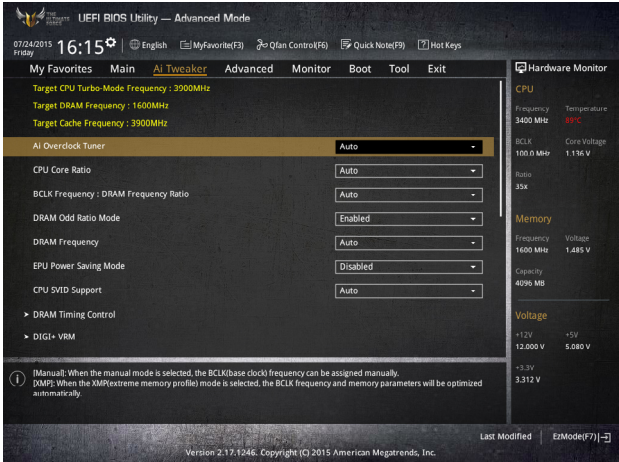 THE ULTIMATE FORCE
UEFI BIOS Utility — Advanced Mode
07/24/2015
Friday
16:15
English
MyFavorite(F3)
Qfan Control(F6)
Quick Note(F9)
Hot Keys
My Favorites
Main
Ai Tweaker
Advanced
Monitor
Boot
Tool
Exit
Target CPU Turbo-Mode Frequency : 3900MHz
Target DRAM Frequency : 1600MHz
Target Cache Frequency : 3900MHz
Ai Overclock Tuner Auto
CPU Core Ratio Auto
BCLK Frequency : DRAM Frequency Ratio Auto
DRAM Odd Ratio Mode Enabled
DRAM Frequency Auto
EPU Power Saving Mode Disabled
CPU SVID Support Auto
> DRAM Timing Control
> DIGI+ VRM
[Manual]: When the manual mode is selected, the BCLK(base clock) frequency can be assigned manually.
[XMP]: When the XMP(extreme memory profile) mode is selected, the BCLK frequency and memory parameters will be optimized
automatically.
Hardware Monitor
CPU
Frequency Temperature
3400 MHz 89°C
BCLK Core Voltage
100.0 MHz 1.136 V
Ratio
35x
Memory
Frequency Voltage
1600 MHz 1.485 V
Capacity
4096 MB
Voltage
+12V +5V
12.000 V 5.080 V
+3.3V
3.312 V
Last Modified
EzMode(F7)
Version 2.17.1246. Copyright (C) 2015 American Megatrends, Inc.